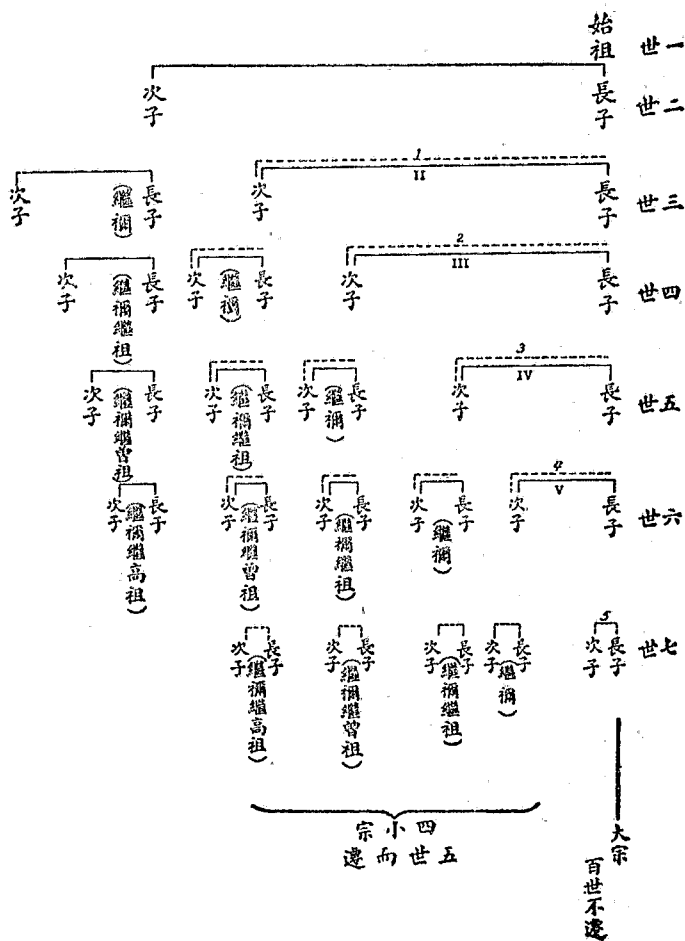 一世
始祖
二世
長子
次子
三世
1
II
長子
次子
長子
(繼禰)
次子
四世
2
III
長子
次子
長子
(繼禰)
次子
長子
(繼禰繼祖)
次子
五世
3
IV
長子
次子
長子
(繼禰)
次子
長子
(繼禰繼祖)
次子
長子
(繼禰繼曾祖)
次子
六世
4
V
長子
次子
長子
(繼禰)
次子
長子
(繼禰繼祖)
次子
長子
(繼禰繼曾祖)
次子
長子
(繼禰繼高祖)
次子
七世
5
長子
次子
長子
(繼禰)
次子
長子
(繼禰繼祖)
次子
長子
(繼禰繼曾祖)
次子
長子
(繼禰繼高祖)
次子
大宗
百世不遷
四小宗
五世而遷